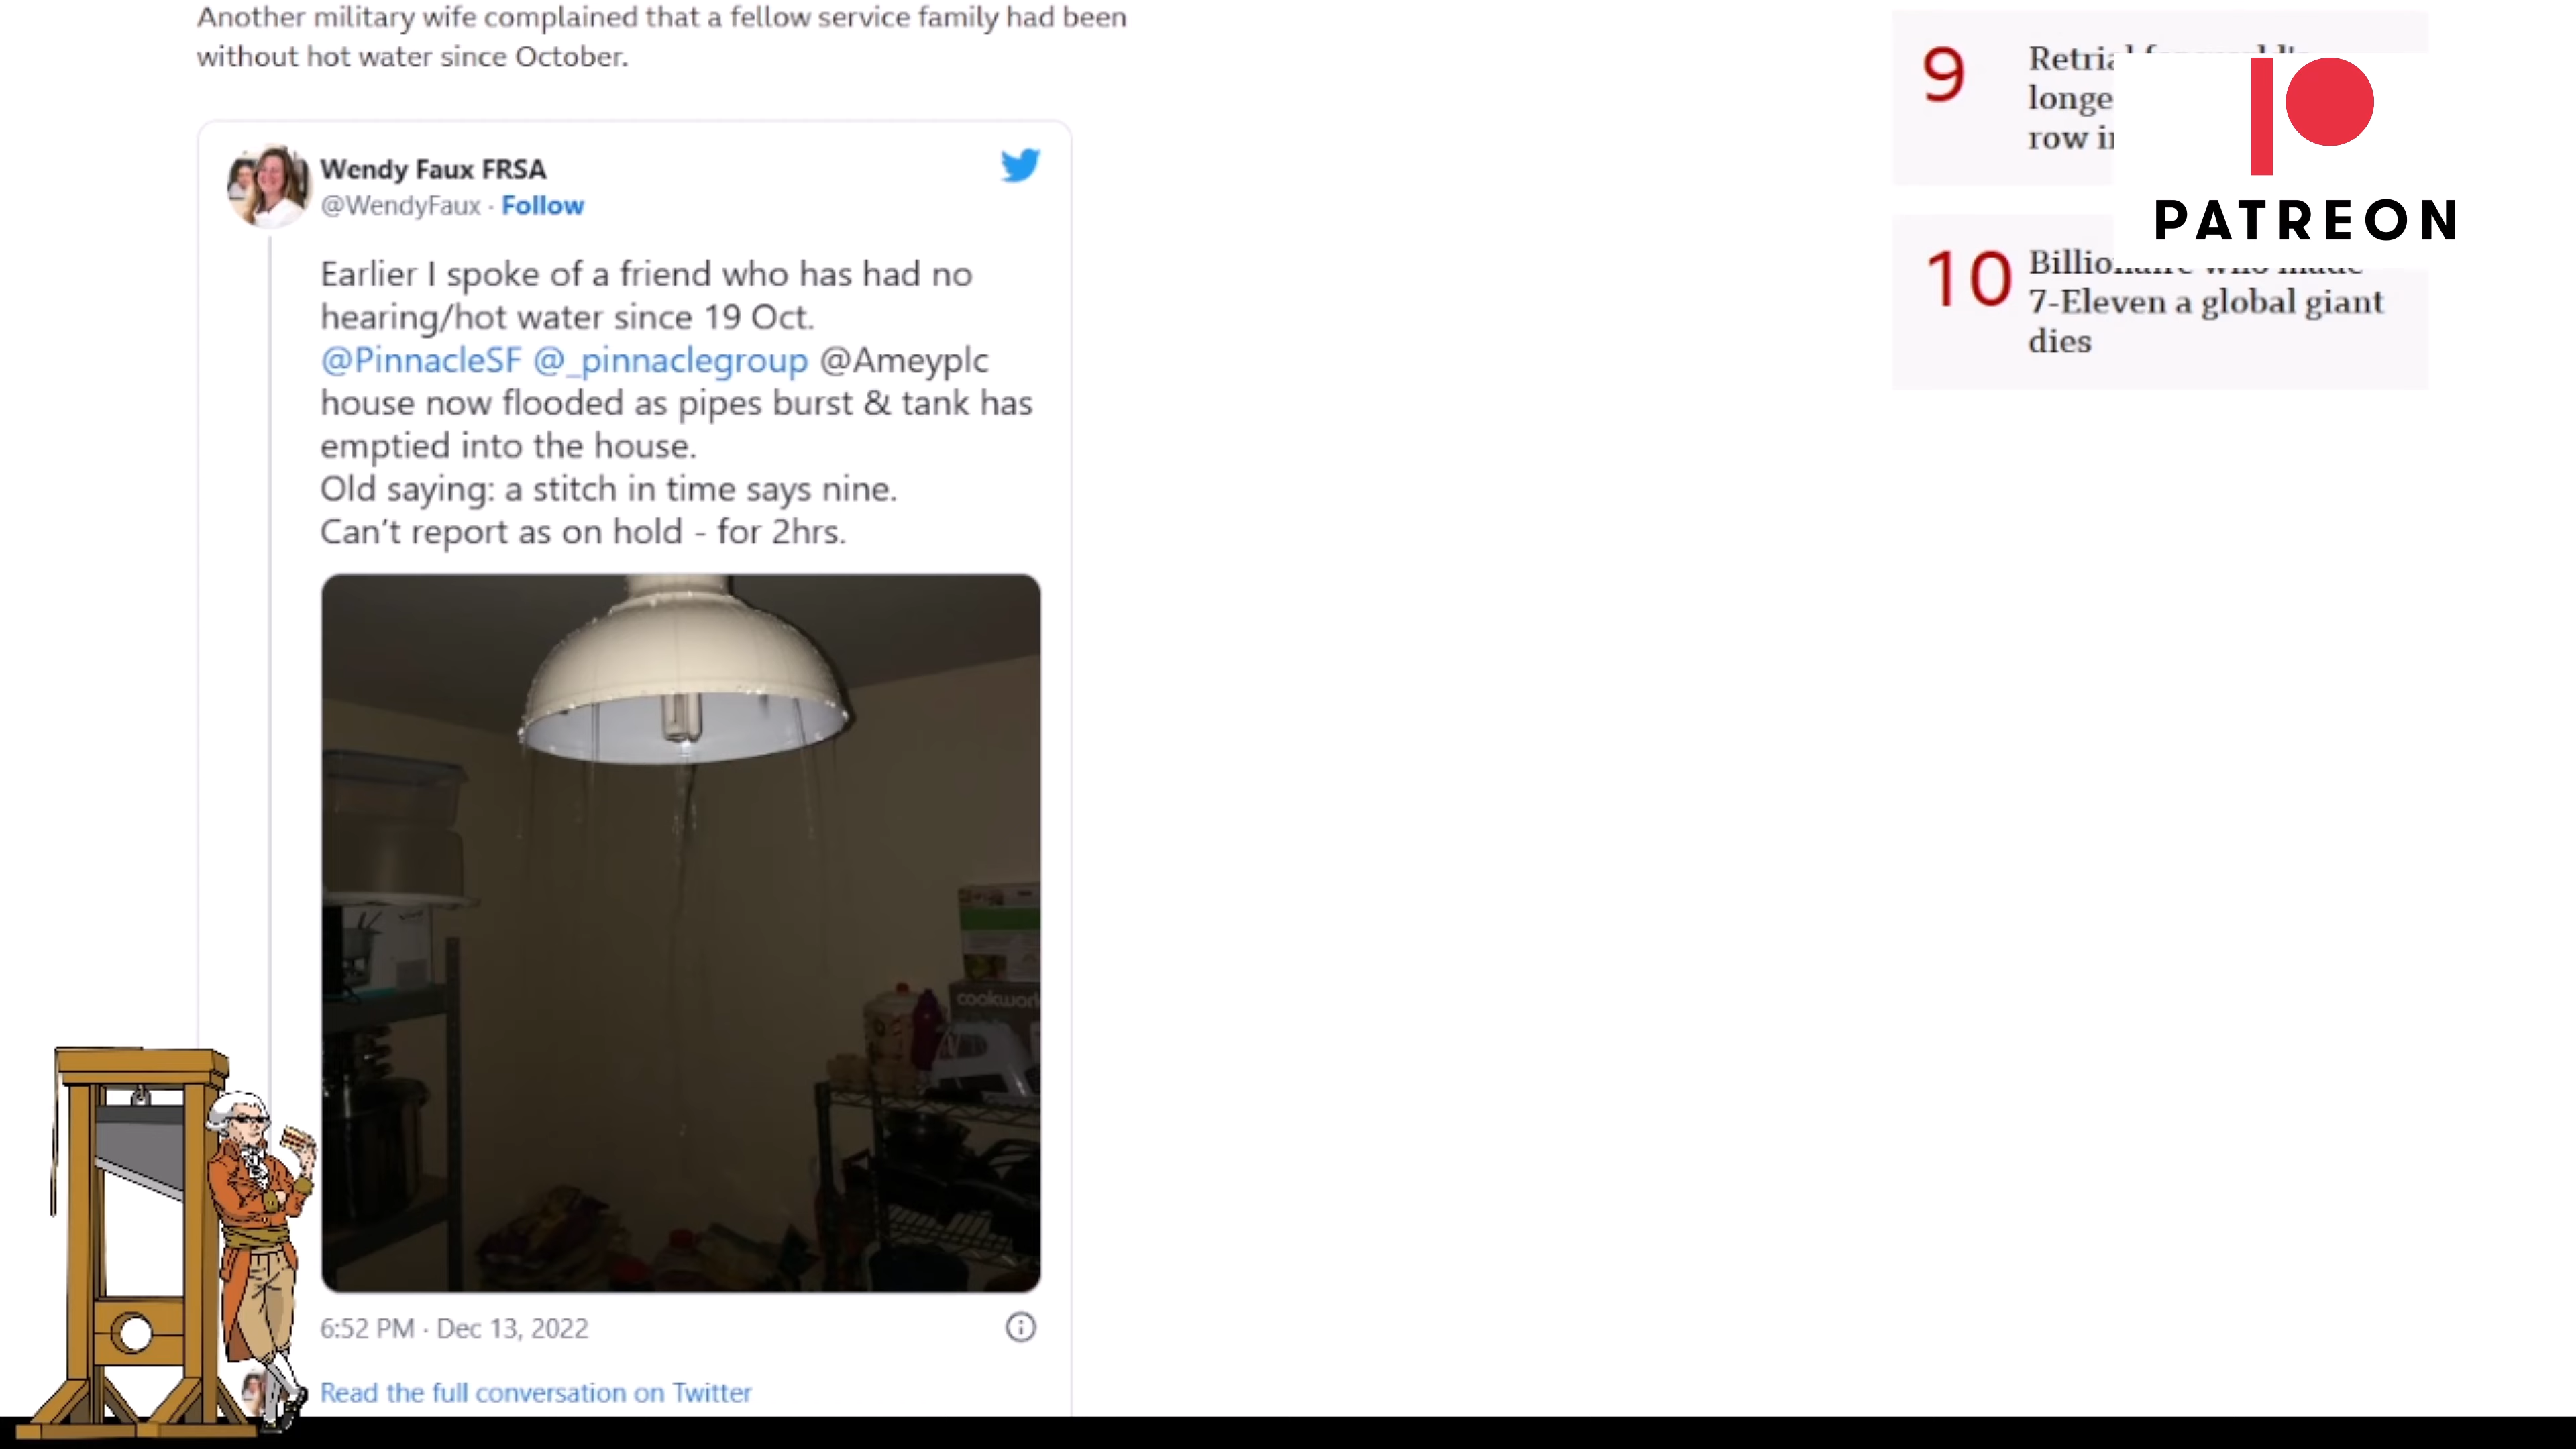 Another military wife complained that a fellow service family had been
without hot water since October.
Wendy Faux FRSA
@WendyFaux · Follow
Earlier I spoke of a friend who has had no
hearing/hot water since 19 Oct.
@PinnacleSF @_pinnaclegroup @Ameyplc
house now flooded as pipes burst & tank has
emptied into the house.
Old saying: a stitch in time says nine.
Can’t report as on hold - for 2hrs.
cookwor
6:52 PM · Dec 13, 2022
Read the full conversation on Twitter
9
longe
row
10
7-Eleven a global giant
dies
PATREON